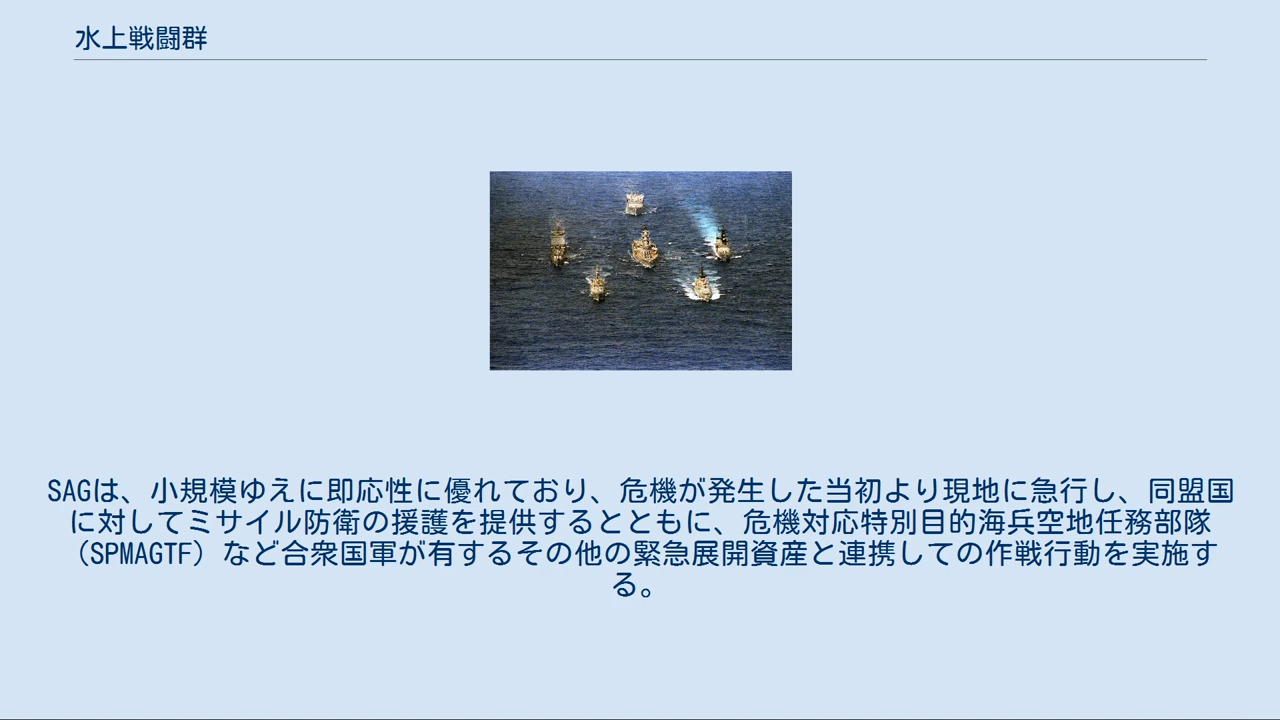 水上戦闘群
SAGは、小規模ゆえに即応性に優れており、危機が発生した当初より現地に急行し、同盟国
に対してミサイル防衛の援護を提供するとともに、危機対応特別目的海兵空地任務部隊
（SPMAGTF）など合衆国軍が有するその他の緊急展開資産と連携しての作戦行動を実施す
る。